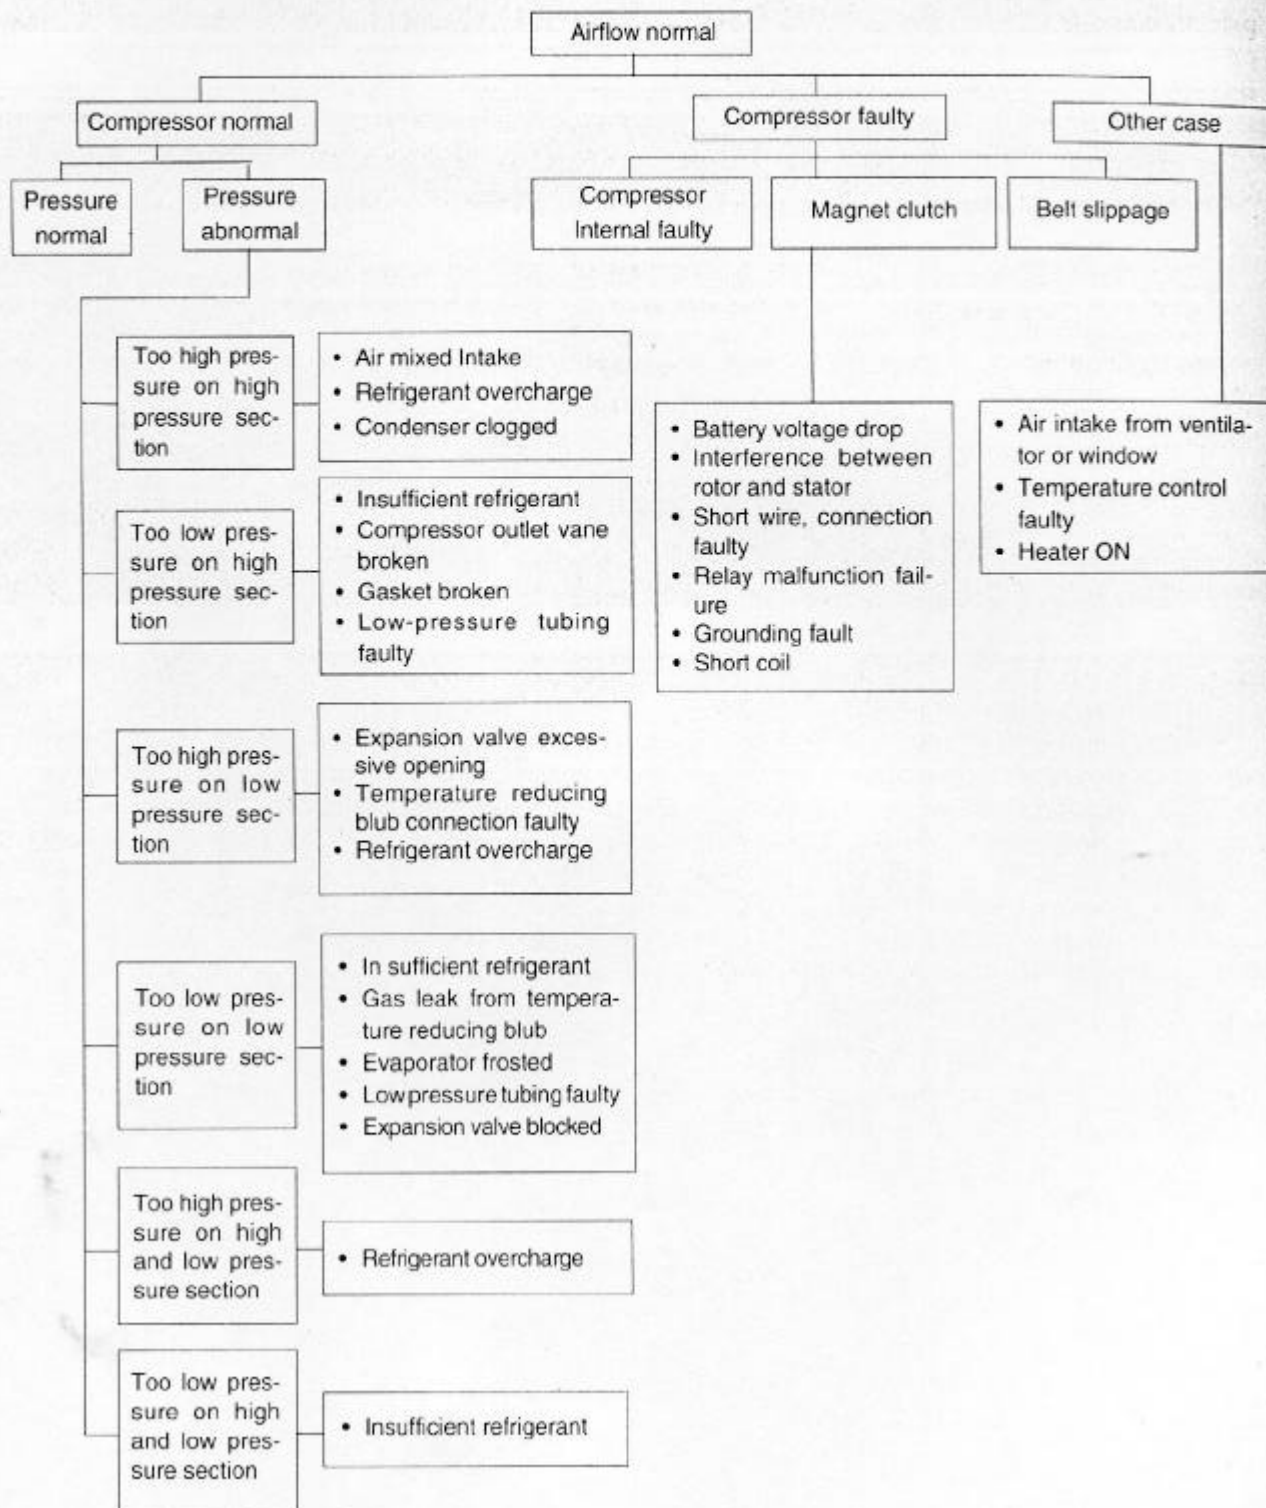 Airflow normal
Compressor normal
Compressor faulty
Other case
Pressure
normal
Pressure
abnormal
Compressor
Internal faulty
Magnet clutch
Belt slippage
Too high pres-
sure on high
pressure sec-
tion
• Air mixed Intake
• Refrigerant overcharge
• Condenser clogged
Too low pres-
sure on high
pressure sec-
tion
• Insufficient refrigerant
• Compressor outlet vane
broken
• Gasket broken
• Low-pressure tubing
faulty
• Battery voltage drop
• Interference between
rotor and stator
• Short wire, connection
faulty
• Relay malfunction fail-
ure
• Grounding fault
• Short coil
• Air intake from ventila-
tor or window
• Temperature control
faulty
• Heater ON
Too high pres-
sure on low
pressure sec-
tion
• Expansion valve exces-
sive opening
• Temperature reducing
blub connection faulty
• Refrigerant overcharge
Too low pres-
sure on low
pressure sec-
tion
• In sufficient refrigerant
• Gas leak from tempera-
ture reducing blub
• Evaporator frosted
• Low pressure tubing faulty
• Expansion valve blocked
Too high pres-
sure on high
and low pres-
sure section
• Refrigerant overcharge
Too low pres-
sure on high
and low pres-
sure section
• Insufficient refrigerant